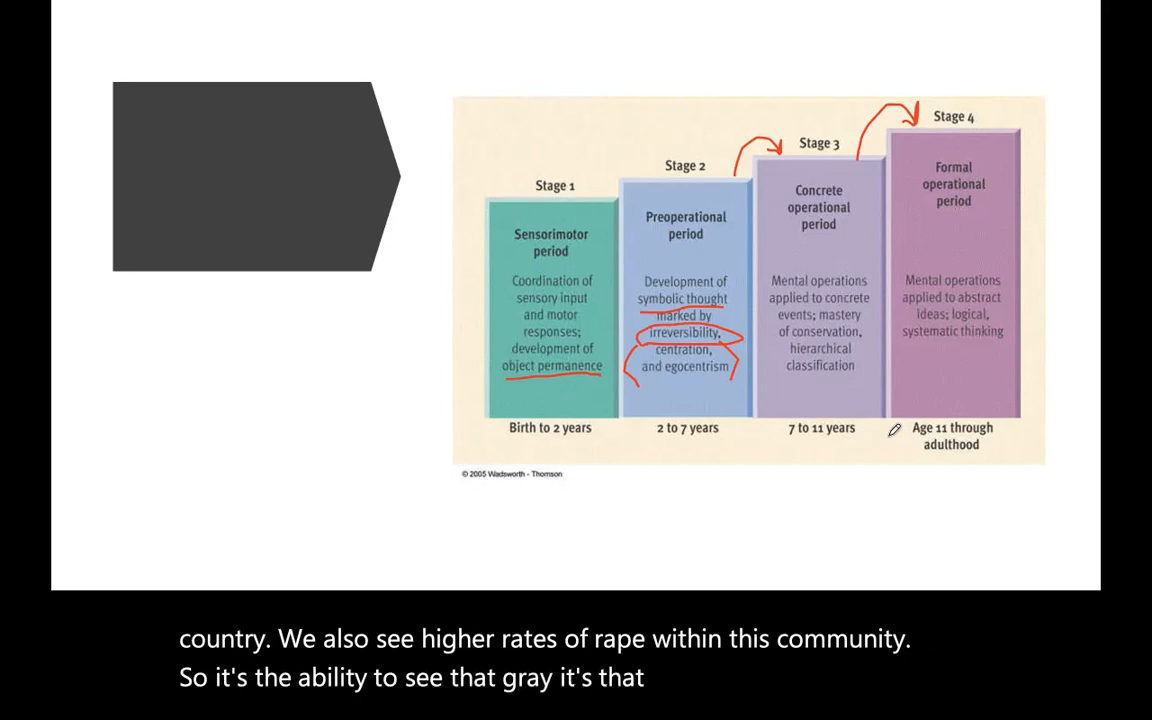 Stage 1
Sensorimotor
period
Coordination of
sensory input
and motor
responses;
development of
object permanence
Birth to 2 years
Stage 2
Preoperational
period
Development of
symbolic thought
marked by
irreversibility,
centration,
and egocentrism
2 to 7 years
Stage 3
Concrete
operational
period
Mental operations
applied to concrete
events; mastery
of conservation,
hierarchical
classification
7 to 11 years
Stage 4
Formal
operational
period
Mental operations
applied to abstract
ideas; logical,
systematic thinking
Age 11 through
adulthood
© 2005 Wadsworth - Thomson
country. We also see higher rates of rape within this community.
So it's the ability to see that gray it's that